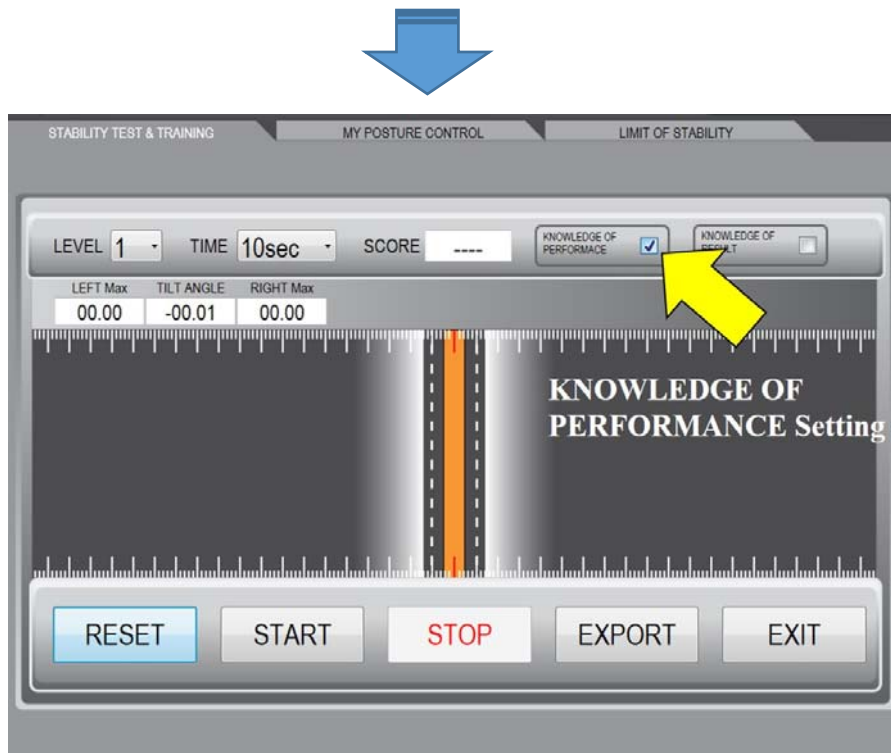 STABILITY TEST & TRAINING MY POSTURE CONTROL LIMIT OF STABILITY
LEVEL 1 TIME 10sec SCORE ---- KNOWLEDGE OF
PERFORMACE KNOWLEDGE OF
LEFT Max TILT ANGLE RIGHT Max
00.00 -00.01 00.00
KNOWLEDGE OF
PERFORMANCE Setting
RESET START STOP EXPORT EXIT